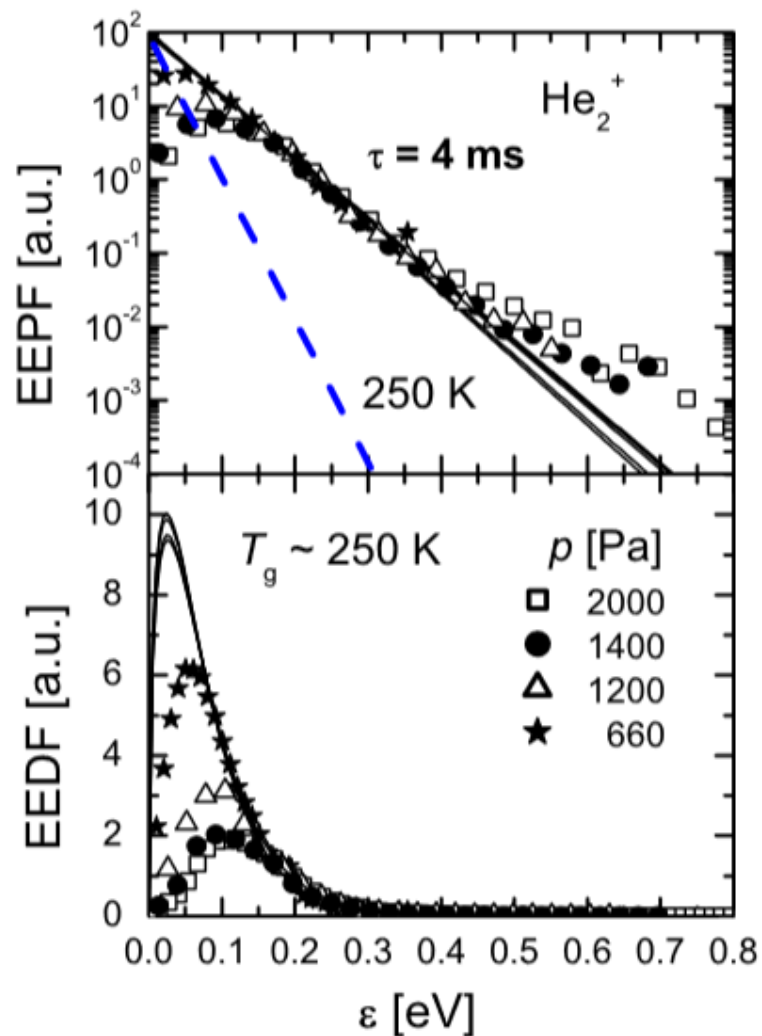 EEPF [a.u.]
10²
10¹
10⁰
10⁻¹
10⁻²
10⁻³
10⁻⁴
He₂⁺
τ = 4 ms
250 K
EEDF [a.u.]
10
8
6
4
2
0
T_g ~ 250 K
p [Pa]
2000
1400
1200
660
0.0 0.1 0.2 0.3 0.4 0.5 0.6 0.7 0.8
ε [eV]